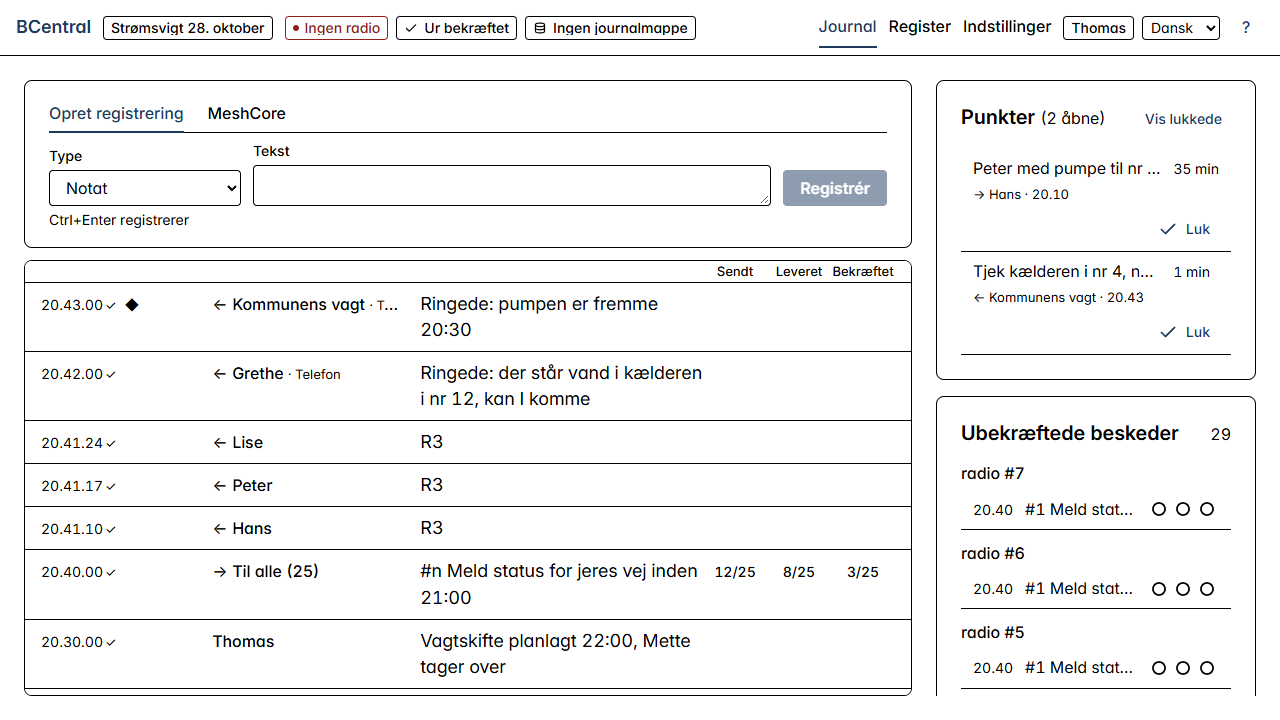 BCentral
Strømsvigt 28. oktober
Ingen radio
Ur bekræftet
Ingen journalmappe
Journal
Register
Indstillinger
Thomas
Dansk
?
Opret registrering
MeshCore
Type
Tekst
Notat
Registrér
Ctrl+Enter registrerer
Sendt
Leveret
Bekræftet
20.43.00 ✓ ◆ ← Kommunens vagt · T...
Ringede: pumpen er fremme
20:30
20.42.00 ✓ ← Grethe · Telefon
Ringede: der står vand i kælderen
i nr 12, kan I komme
20.41.24 ✓ ← Lise R3
20.41.17 ✓ ← Peter R3
20.41.10 ✓ ← Hans R3
20.40.00 ✓ → Til alle (25) #n Meld status for jeres vej inden 12/25 8/25 3/25
21:00
20.30.00 ✓ Thomas Vagtskifte planlagt 22:00, Mette
tager over
Punkter (2 åbne)
Vis lukkede
Peter med pumpe til nr ... 35 min
→ Hans · 20.10
Luk
Tjek kælderen i nr 4, n... 1 min
← Kommunens vagt · 20.43
Luk
Ubekræftede beskeder 29
radio #7
20.40 #1 Meld stat...
radio #6
20.40 #1 Meld stat...
radio #5
20.40 #1 Meld stat...